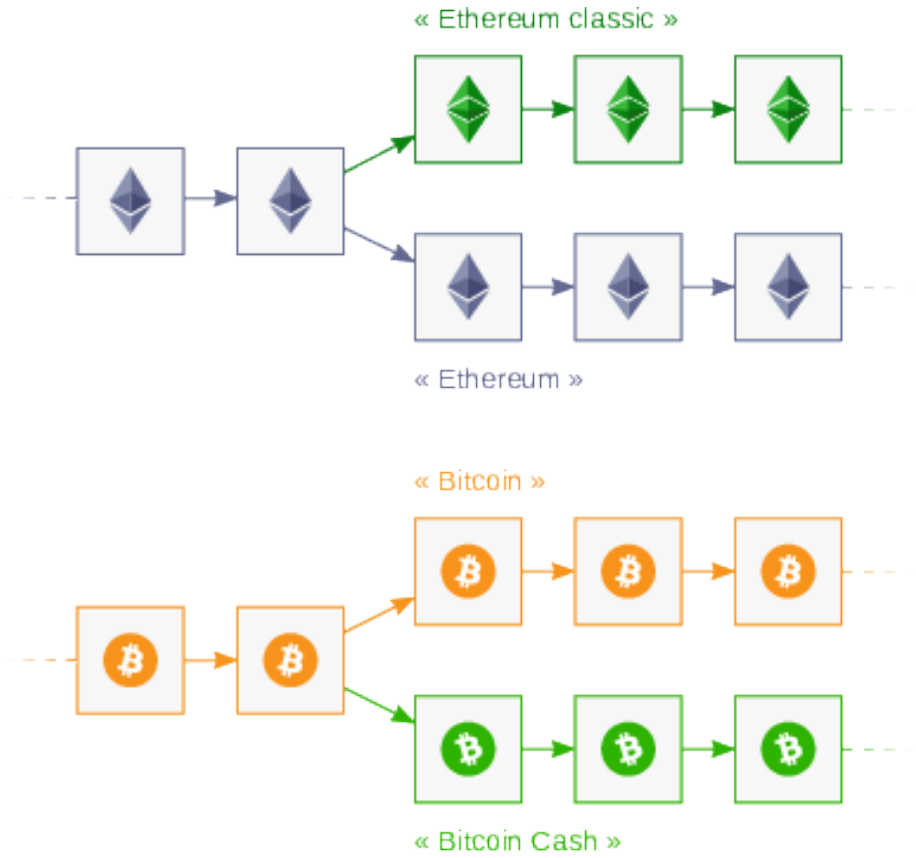 « Ethereum classic »
« Ethereum »
« Bitcoin »
« Bitcoin Cash »